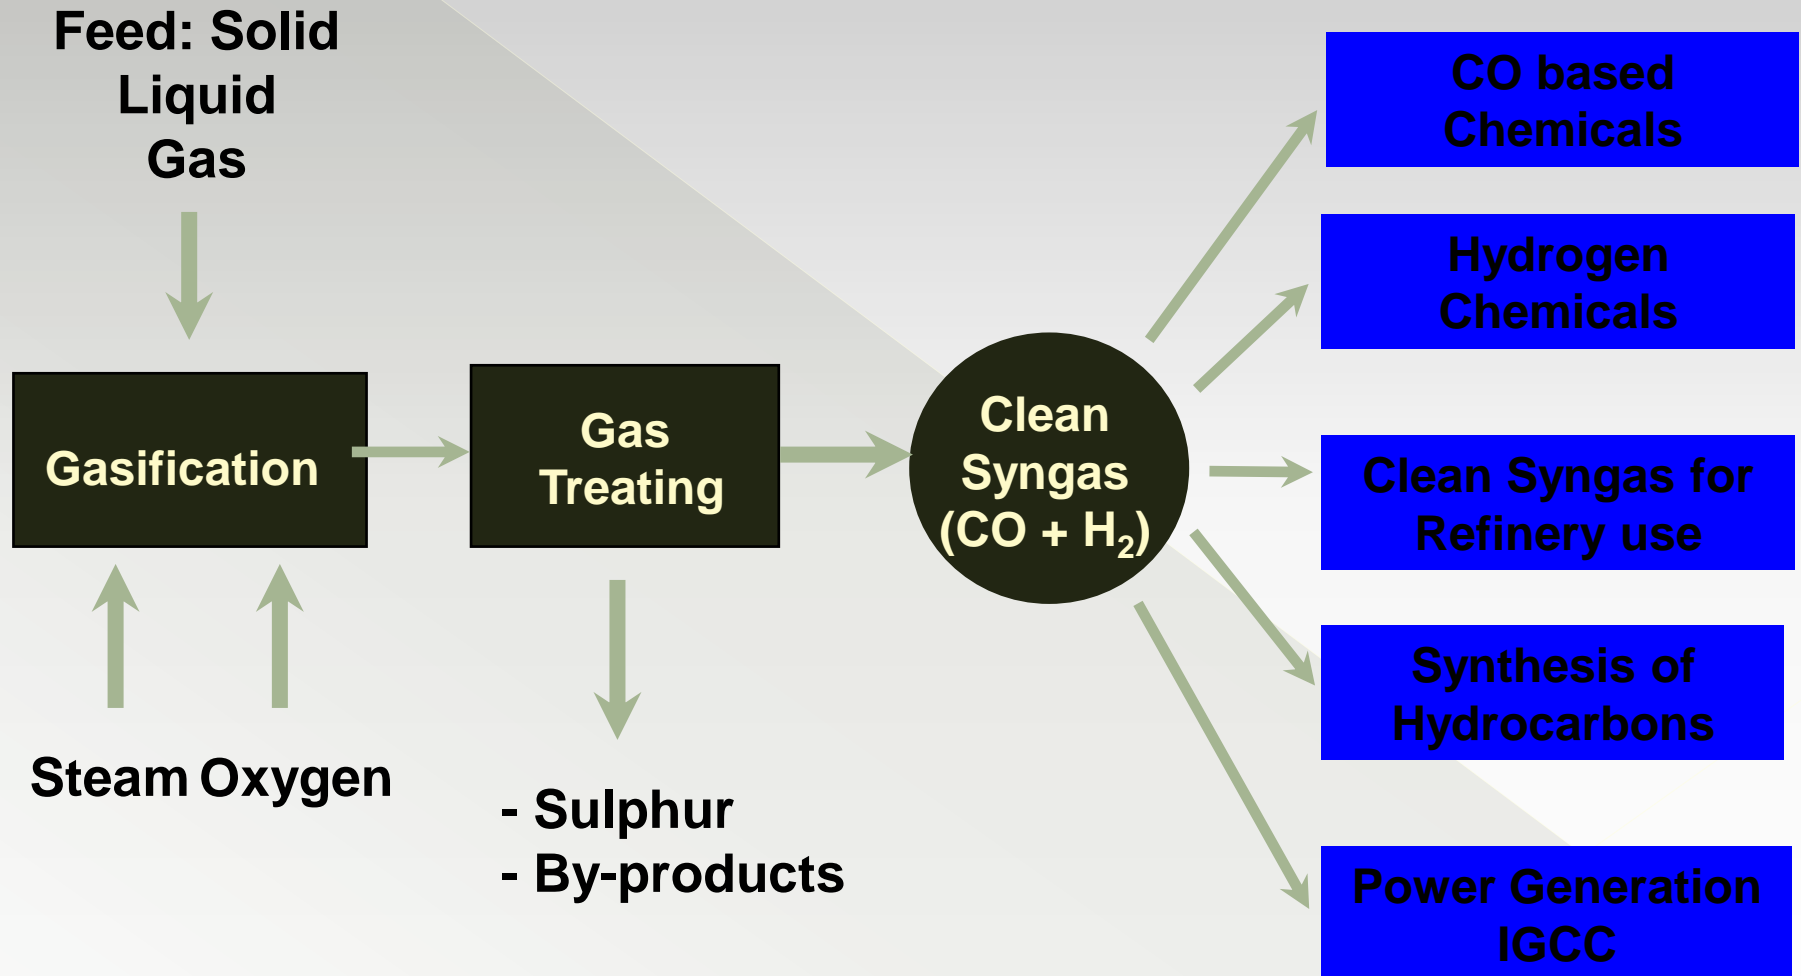 Feed: Solid
Liquid
Gas
Gasification
Steam Oxygen
Gas
Treating
- Sulphur
- By-products
Clean
Syngas
(CO + H₂)
CO based
Chemicals
Hydrogen
Chemicals
Clean Syngas for
Refinery use
Synthesis of
Hydrocarbons
Power Generation
IGCC